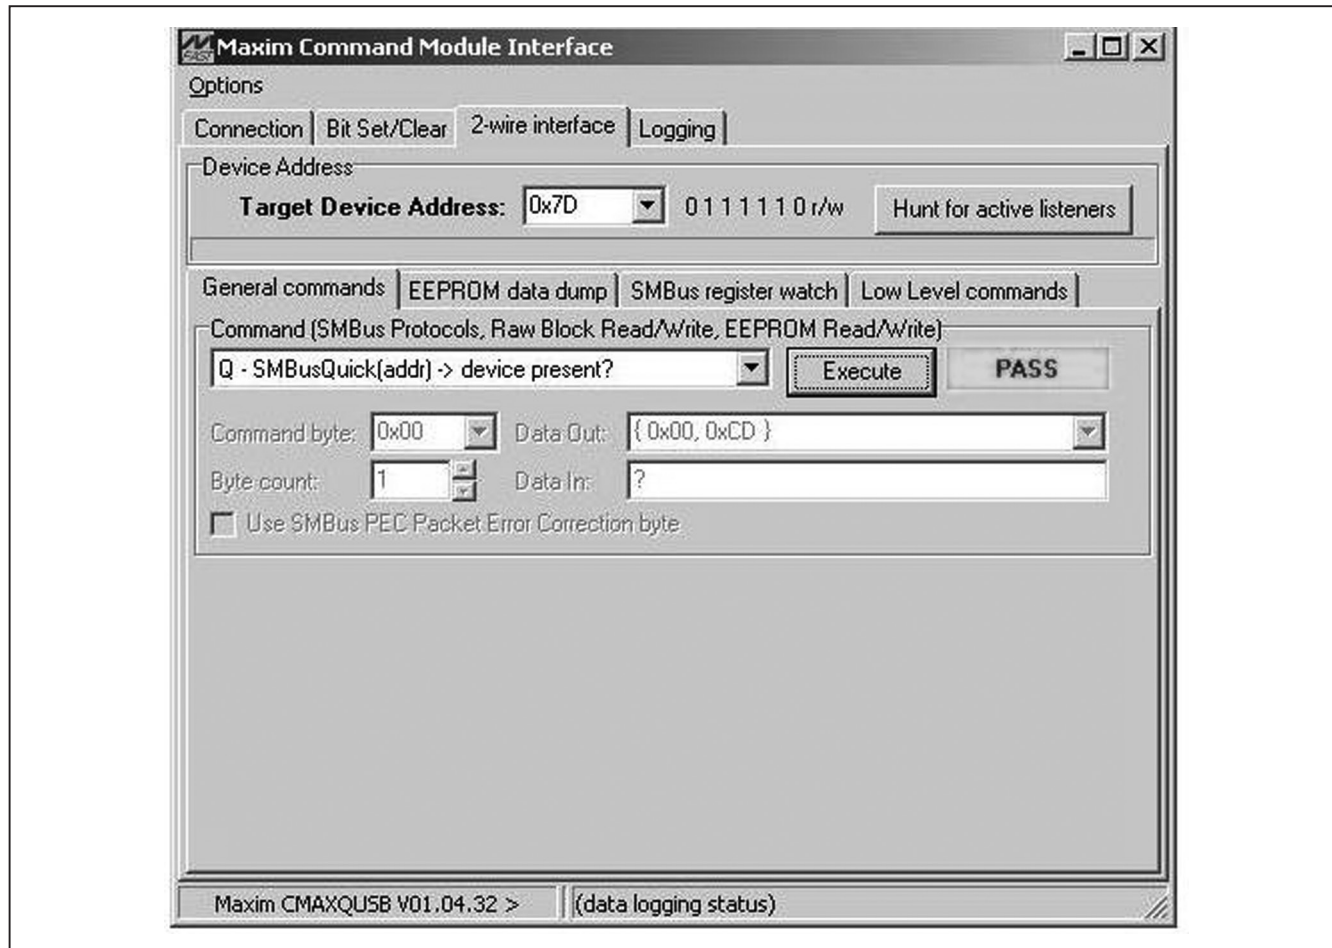 Maxim Command Module Interface
Options
Connection Bit Set/Clear 2-wire interface Logging
Device Address
Target Device Address: 0x7D 0 1 1 1 1 1 0 r/w Hunt for active listeners
General commands EEPROM data dump SMBus register watch Low Level commands
Command (SMBus Protocols, Raw Block Read/Write, EEPROM Read/Write)
Q - SMBusQuick(addr) -> device present? Execute PASS
Command byte: 0x00 Data Out: { 0x00, 0xCD }
Byte count: 1 Data In: ?
Use SMBus PEC Packet Error Correction byte
Maxim CMAXQUSB V01.04.32 > (data logging status)